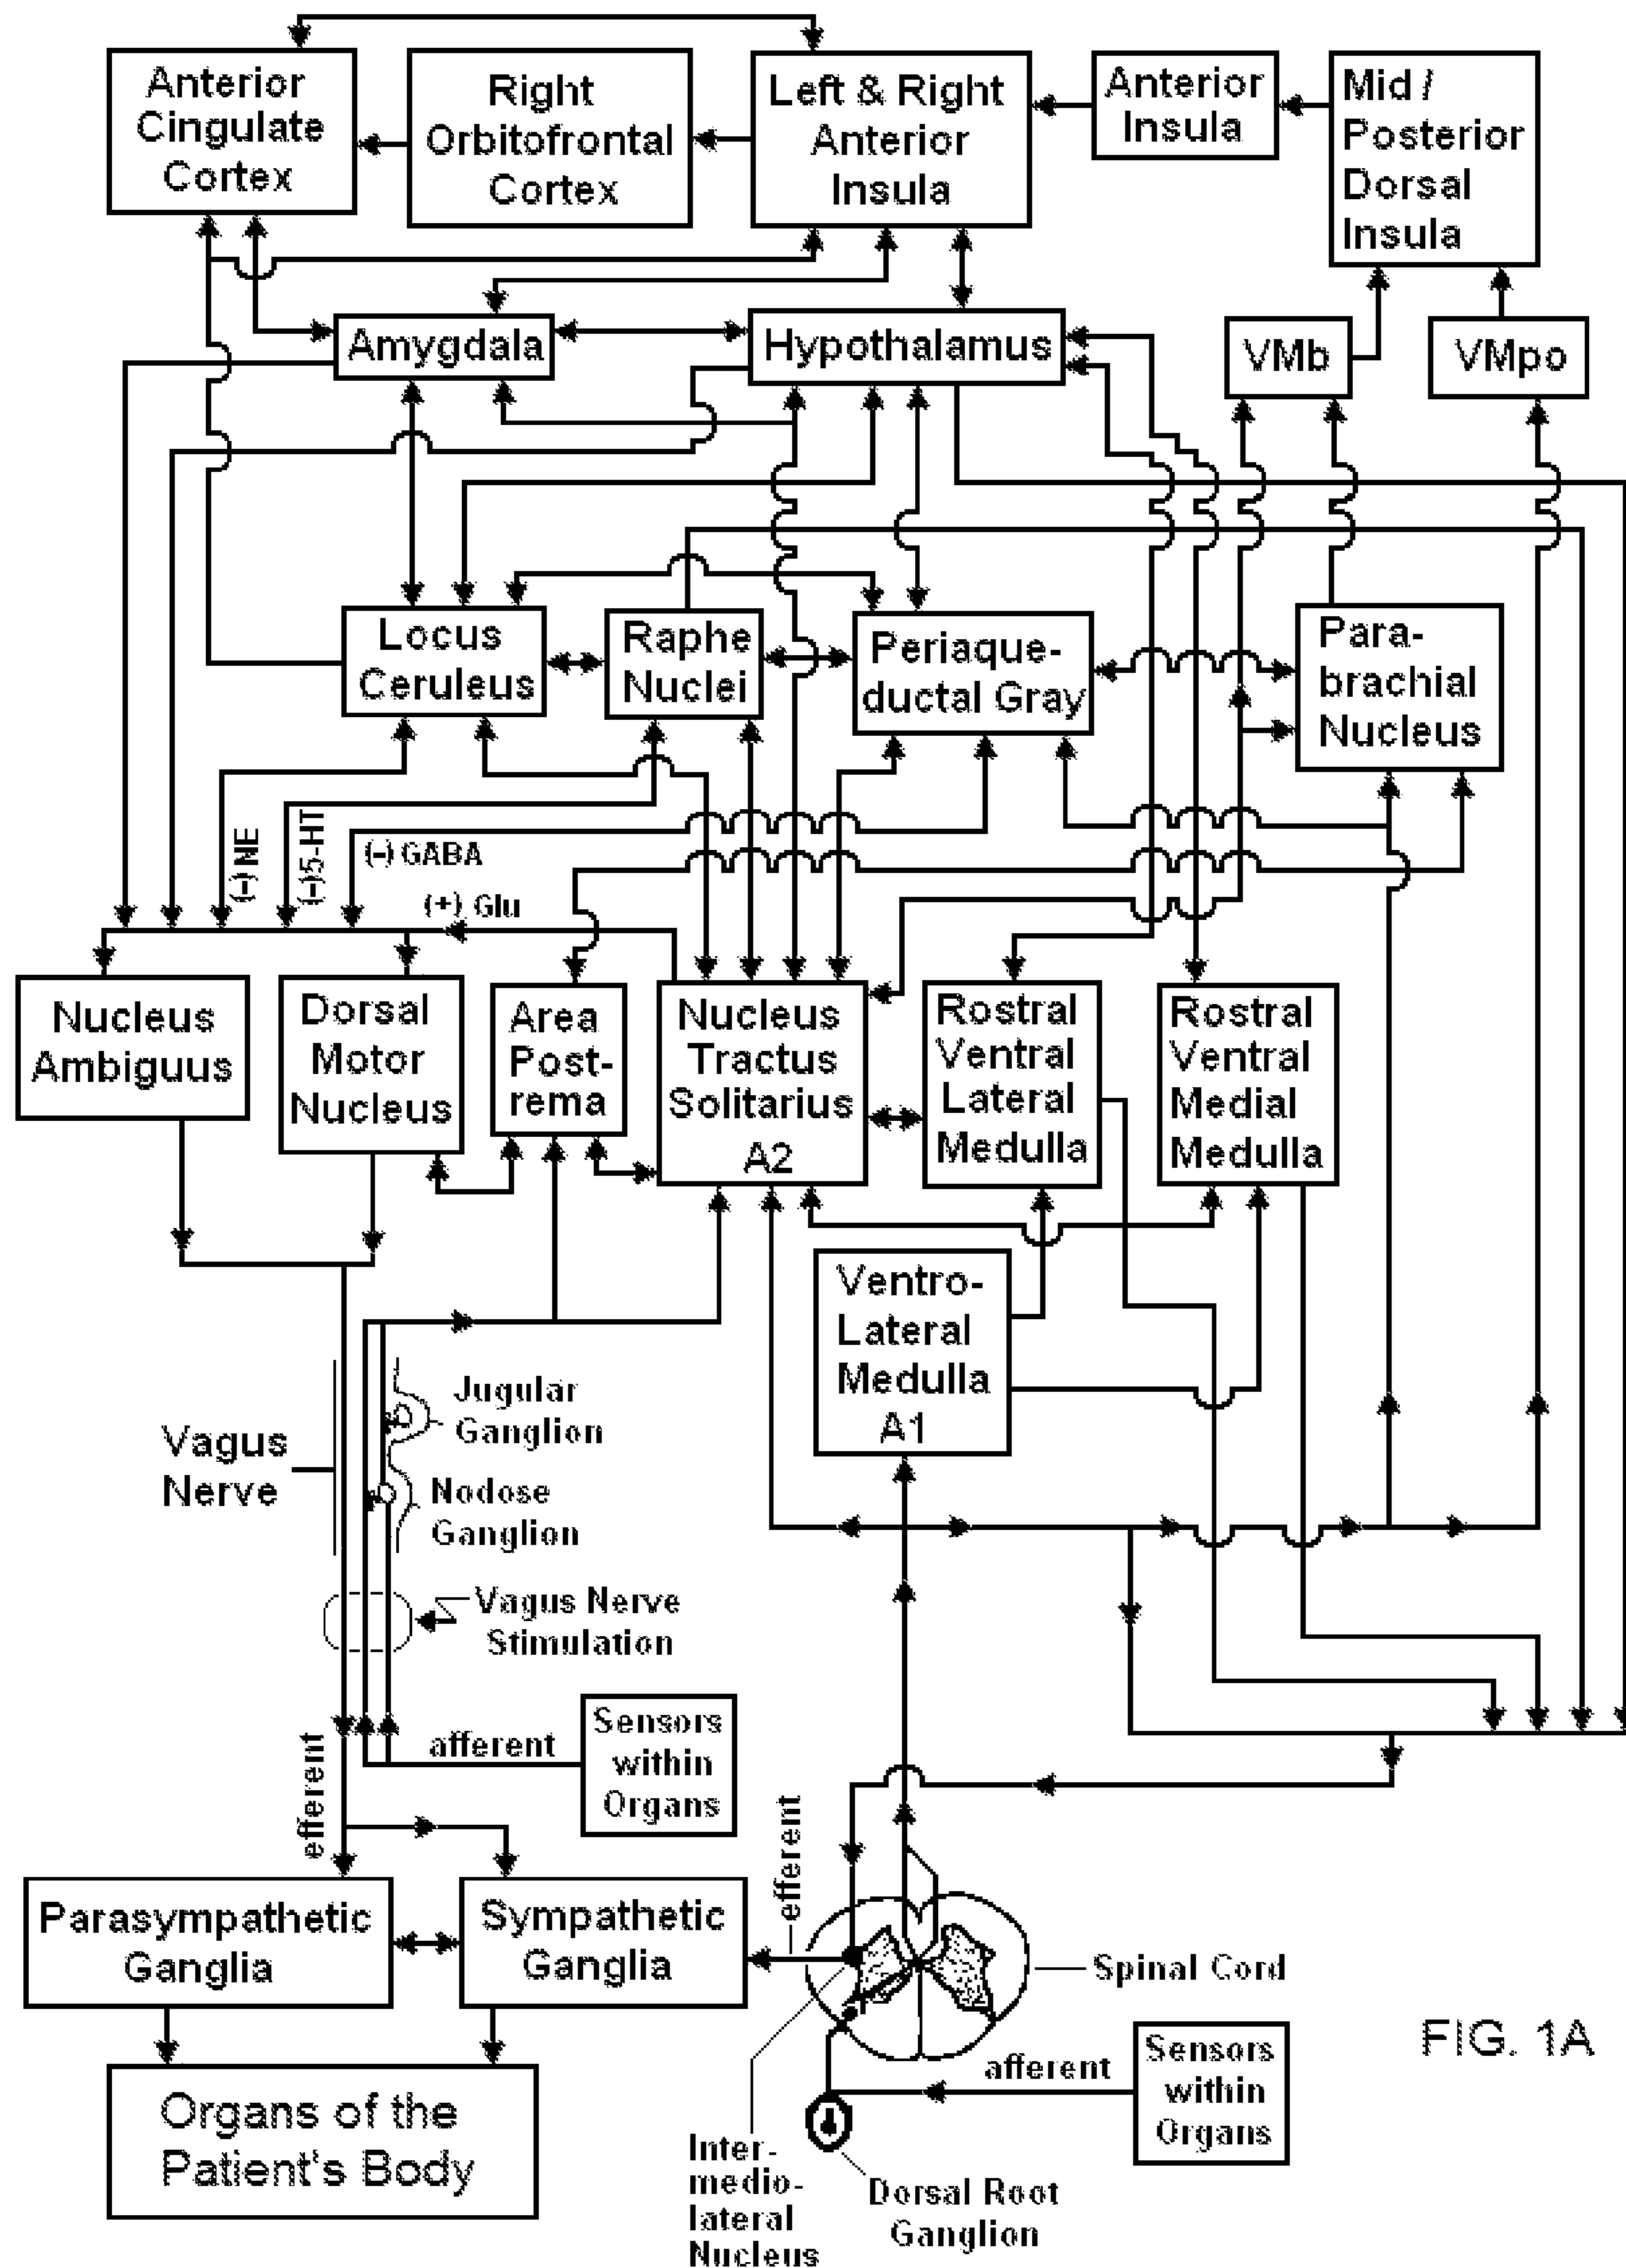 Anterior
Cingulate
Cortex
Right
Orbitofrontal
Cortex
Left & Right
Anterior
Insula
Anterior
Insula
Mid /
Posterior
Dorsal
Insula
Amygdala
Hypothalamus
VMb
VMpo
Locus
Ceruleus
Raphe
Nuclei
Periaque-
ductal Gray
Para-
brachial
Nucleus
(-) NE
(-)5-HT
(-) GABA
(+) Glu
Nucleus
Ambiguus
Dorsal
Motor
Nucleus
Area
Post-
rema
Nucleus
Tractus
Solitarius
A2
Rostral
Ventral
Lateral
Medulla
Rostral
Ventral
Medial
Medulla
Ventro-
Lateral
Medulla
A1
Jugular
Ganglion
Vagus
Nerve
Nodose
Ganglion
Vagus Nerve
Stimulation
Sensors
within
Organs
afferent
efferent
efferent
Parasympathetic
Ganglia
Sympathetic
Ganglia
Spinal Cord
Organs of the
Patient's Body
afferent
Sensors
within
Organs
FIG. 1A
Inter-
medio-
lateral
Nucleus
Dorsal Root
Ganglion